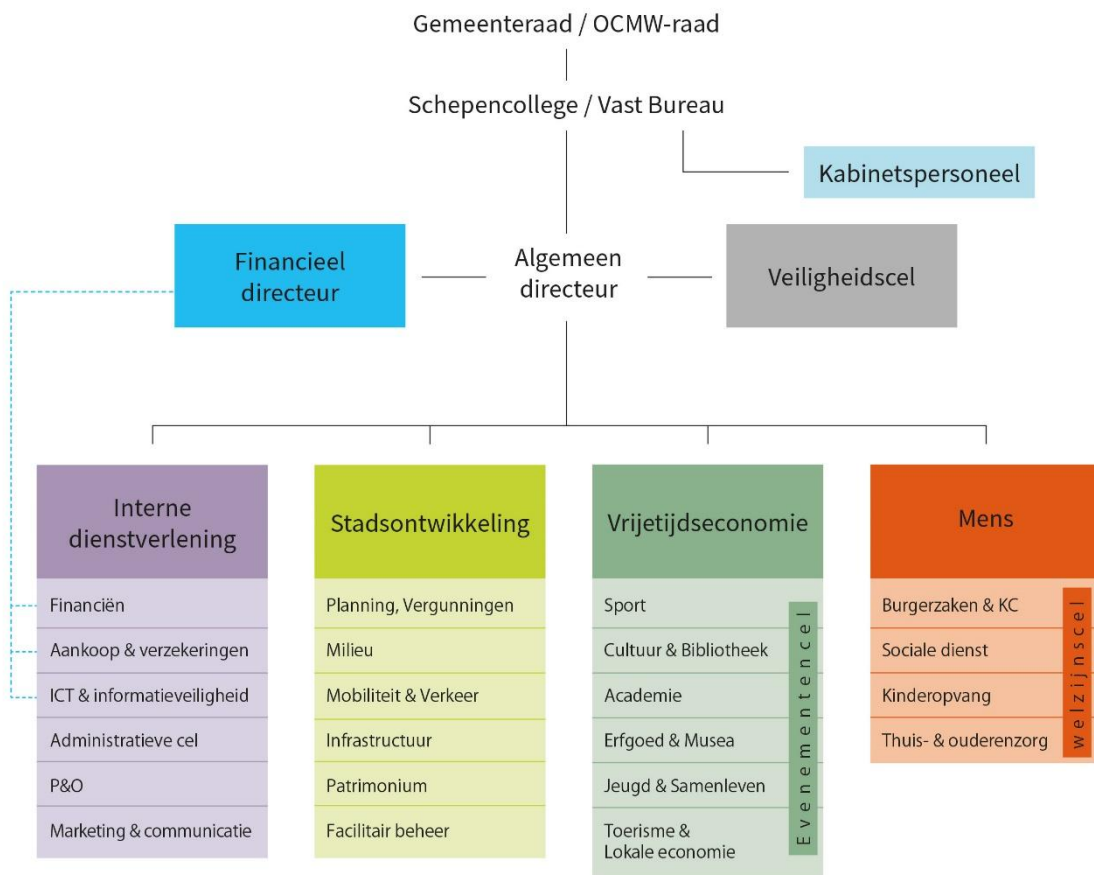 Gemeenteraad / OCMW-raad
Schepencollege / Vast Bureau
Kabinetspersoneel
Financieel
directeur
Algemeen
directeur
Veiligheidscel
Interne
dienstverlening
Financiën
Aankoop & verzekeringen
ICT & informatieveiligheid
Administratieve cel
P&O
Marketing & communicatie
Stadsontwikkeling
Planning, Vergunningen
Milieu
Mobiliteit & Verkeer
Infrastructuur
Patrimonium
Facilitair beheer
Vrijetijdseconomie
Sport
Cultuur & Bibliotheek
Academie
Erfgoed & Musea
Jeugd & Samenleven
Toerisme &
Lokale economie
Evenementencel
Mens
Burgerzaken & KC
Sociale dienst
Kinderopvang
Thuis- & ouderenzorg
welzijnscel